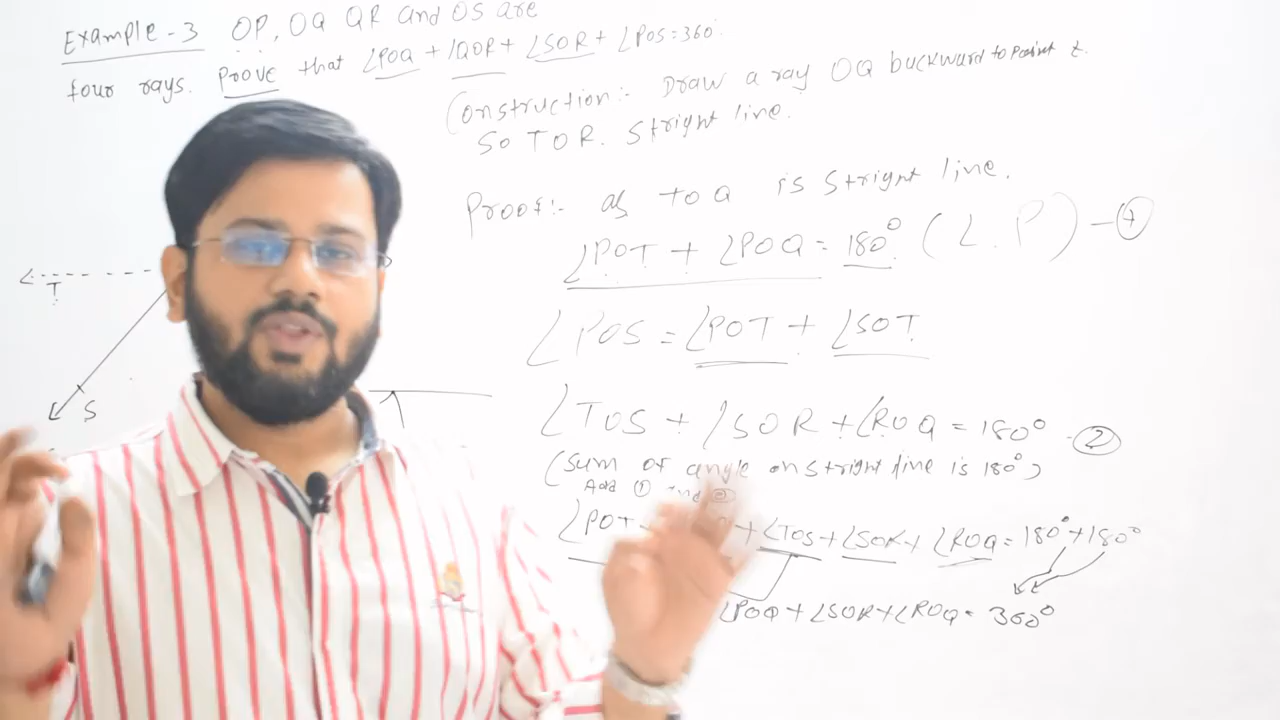 Example-3 OP, OQ QR and OS are
four rays. Prove that ∠POQ + ∠QOR + ∠SOR + ∠POS = 360°
Construction:- Draw a ray OQ backward to Point t.
So TOR. Stright line.
Proof:- as TOQ is Stright line.
∠POT + ∠POQ = 180° (L.P) - ①
∠POS = ∠POT + ∠SOT
∠TOS + ∠SOR + ∠ROQ = 180° ②
(Sum of angle on stright line is 180°)
Add ① and ②
∠POT + ∠TOS + ∠SOR + ∠ROQ = 180° + 180°
∠POQ + ∠SOR + ∠ROQ = 360°
T
S